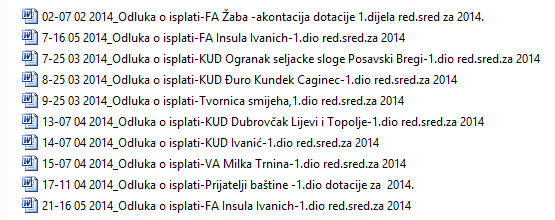 02-07 02 2014_Odluka o isplati-FA Žaba -akontacija dotacije 1.dijela red.sred za 2014.
7-16 05 2014_Odluka o isplati-FA Insula Ivanich-1.dio red.sred.za 2014
7-25 03 2014_Odluka o isplati-KUD Ogranak seljacke sloge Posavski Bregi-1.dio red.sred.za 2014
8-25 03 2014_Odluka o isplati-KUD Đuro Kundek Caginec-1.dio red.sred.za 2014
9-25 03 2014_Odluka o isplati-Tvornica smijeha,1.dio red.sred.za 2014
13-07 04 2014_Odluka o isplati-KUD Dubrovčak Lijevi i Topolje-1.dio red.sred.za 2014
14-07 04 2014_Odluka o isplati-KUD Ivanić-1.dio red.sred.za 2014
15-07 04 2014_Odluka o isplati-VA Milka Trnina-1.dio red.sred.za 2014
17-11 04 2014_Odluka o isplati-Prijatelji baštine -1.dio dotacije za  2014.
21-16 05 2014_Odluka o isplati-FA Insula Ivanich-1.dio red.sred.za 2014